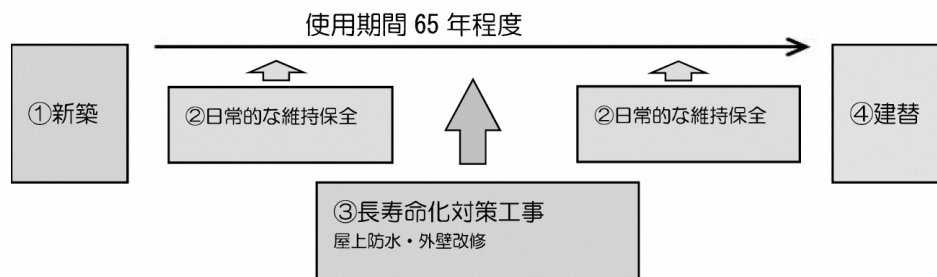 使用期間 65 年程度
①新築
②日常的な維持保全
②日常的な維持保全
④建替
③長寿命化対策工事
屋上防水・外壁改修